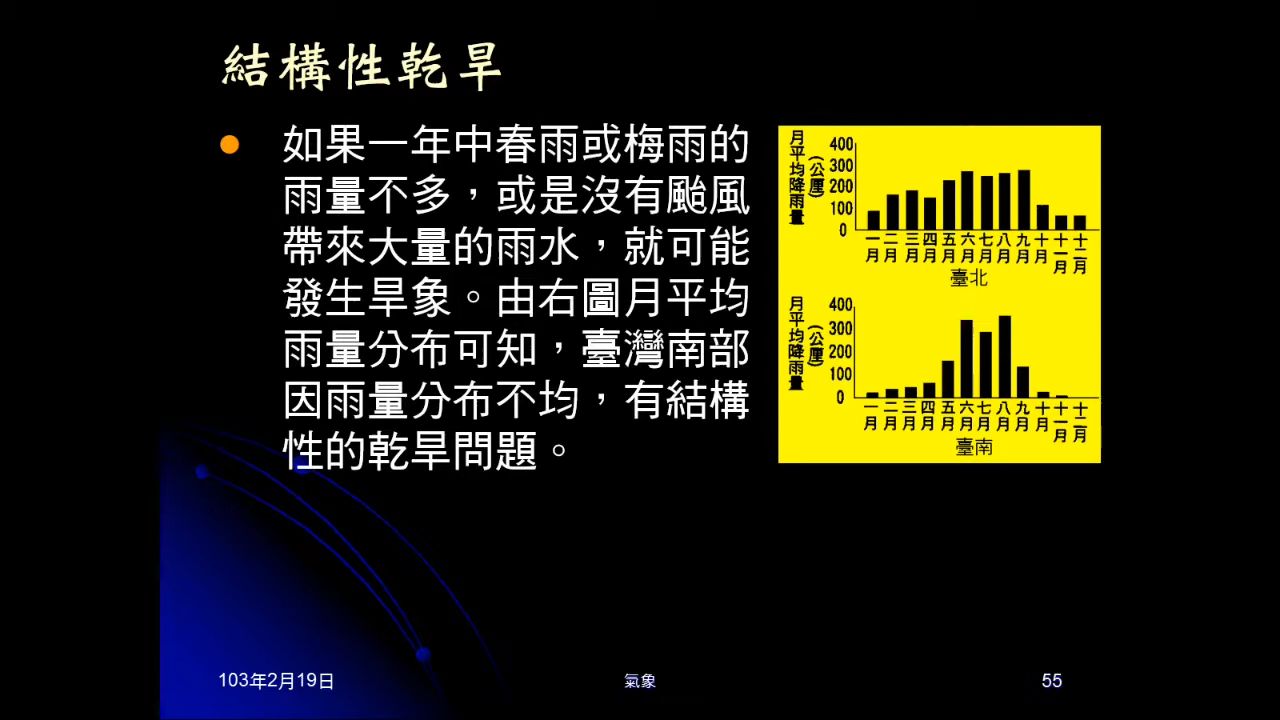 結構性乾旱
如果一年中春雨或梅雨的
雨量不多，或是沒有颱風
帶來大量的雨水，就可能
發生旱象。由右圖月平均
雨量分布可知，臺灣南部
因雨量分布不均，有結構
性的乾旱問題。
月平均降雨量
(公厘)
400
300
200
100
0
一月 二月 三月 四月 五月 六月 七月 八月 九月 十月 十一月 十二月
臺北
月平均降雨量
(公厘)
400
300
200
100
0
一月 二月 三月 四月 五月 六月 七月 八月 九月 十月 十一月 十二月
臺南
103年2月19日
氣象
55